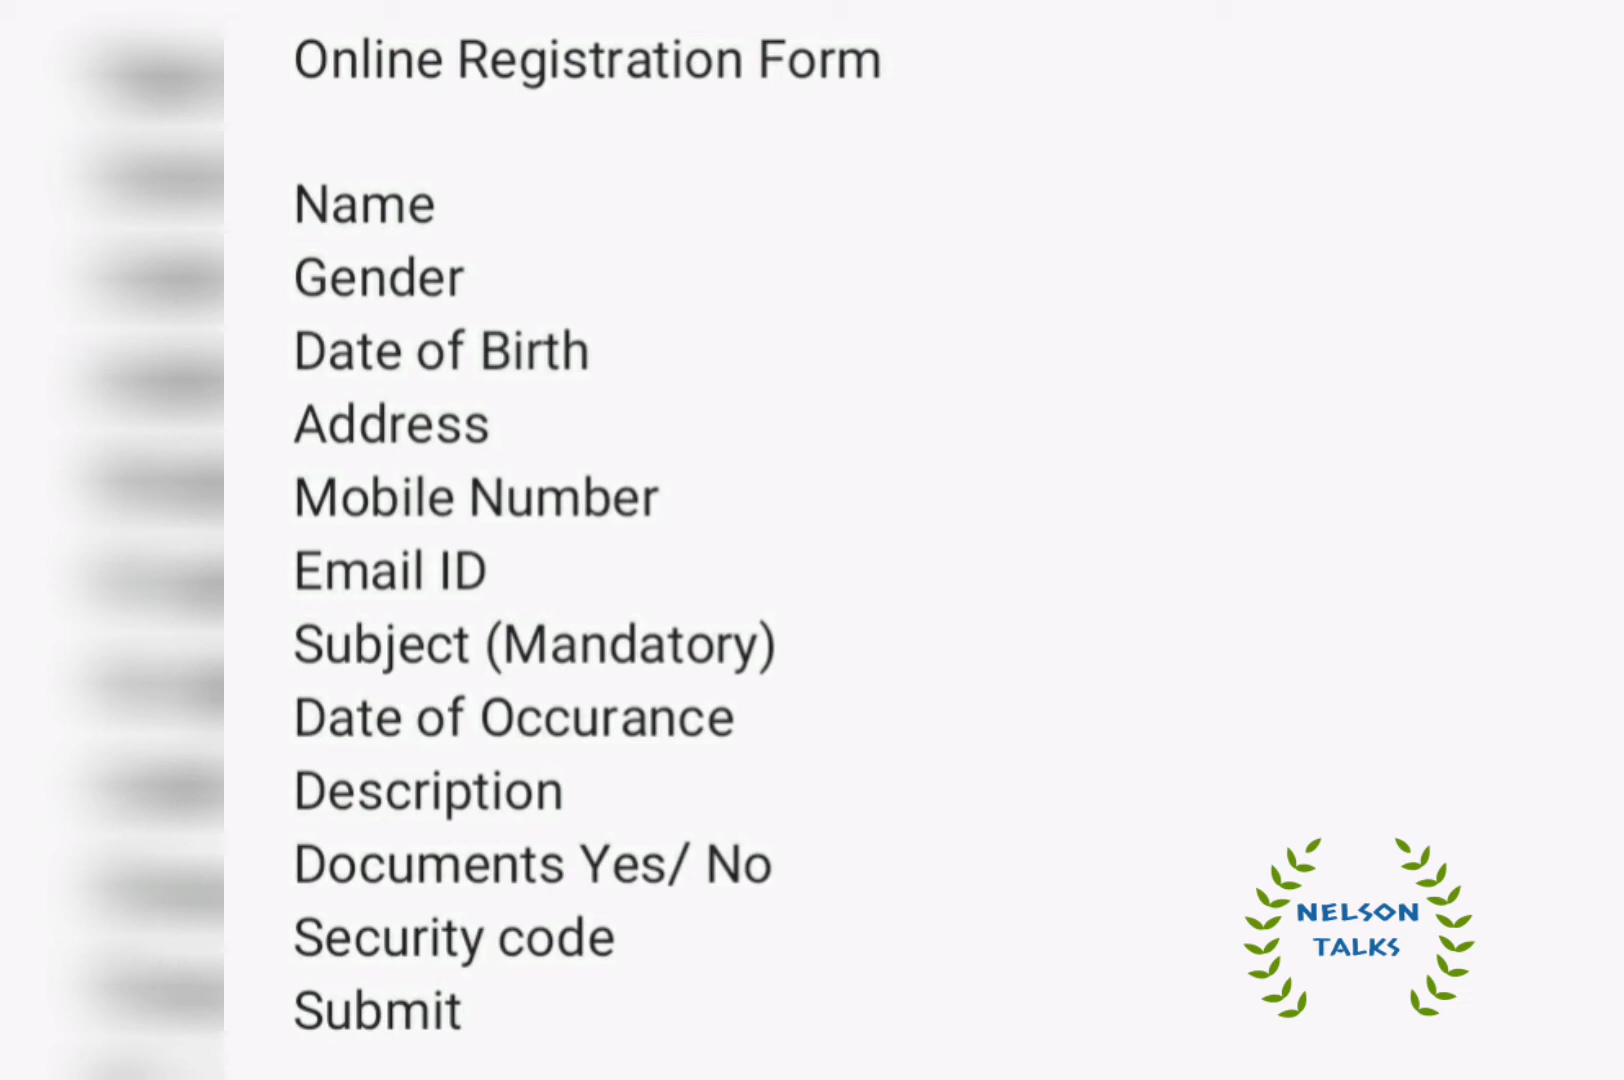 Online Registration Form
Name
Gender
Date of Birth
Address
Mobile Number
Email ID
Subject (Mandatory)
Date of Occurance
Description
Documents Yes/ No
Security code
Submit
NELSON
TALKS